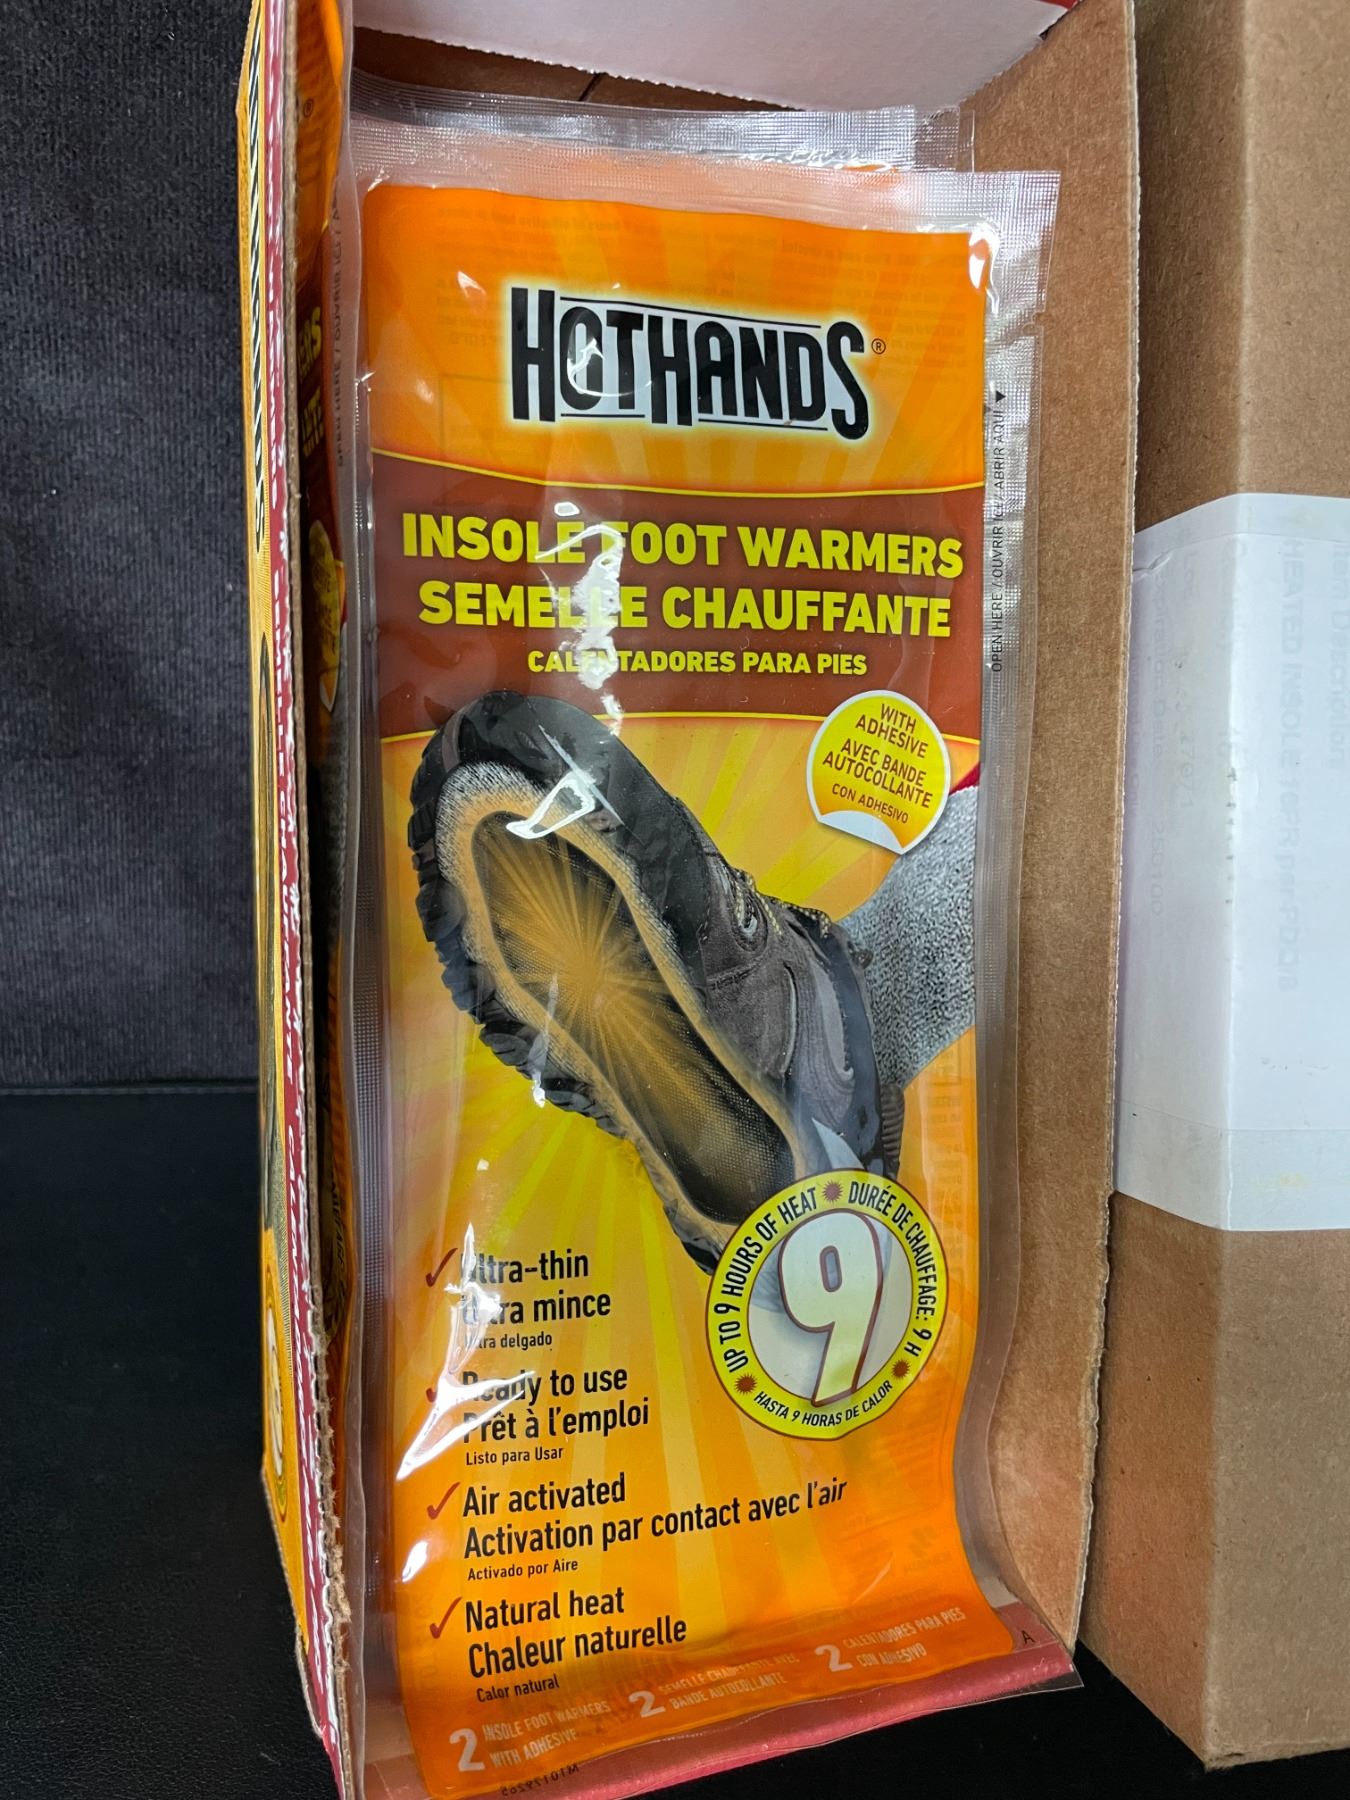 HOTHANDS®
INSOLE FOOT WARMERS
SEMELLE CHAUFFANTE
CALENTADORES PARA PIES
WITH
ADHESIVE
AVEC BANDE
AUTOCOLLANTE
CON ADHESIVO
OPEN HERE / OUVRIR ICI / ABRIR AQUÍ
UP TO 9 HOURS OF HEAT
DURÉE DE CHAUFFAGE: 9 H
HASTA 9 HORAS DE CALOR
9
Ultra-thin
Ultra mince
Ultra delgado
Ready to use
Prêt à l'emploi
Listo para Usar
Air activated
Activation par contact avec l'air
Activado por Aire
Natural heat
Chaleur naturelle
Calor natural
2 INSOLE FOOT WARMERS
WITH ADHESIVE
2 SEMELLE CHAUFFANTE AVEC
BANDE AUTOCOLLANTE
2 CALENTADORES PARA PIES
CON ADHESIVO
A